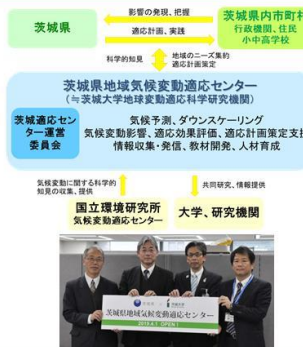 影響の発現、把握
茨城県
適応計画、実践
茨城県内市町村
行政機関、住民
小中高学校
科学的知見
地域のニーズ集約
適応計画策定
茨城県地域気候変動適応センター
(≒茨城大学地球変動適応科学研究機関)
茨城適応セン
ター運営
委員会
気候予測、ダウンスケーリング
気候変動影響、適応効果評価、適応計画策定支援
情報収集・発信、教材開発、人材育成
気候変動に関する科学的
知見の収集、提供
共同研究、情報提供
国立環境研究所
気候変動適応センター
大学、研究機関
茨城県地域気候変動適応センター
2019.4.1 OPEN!